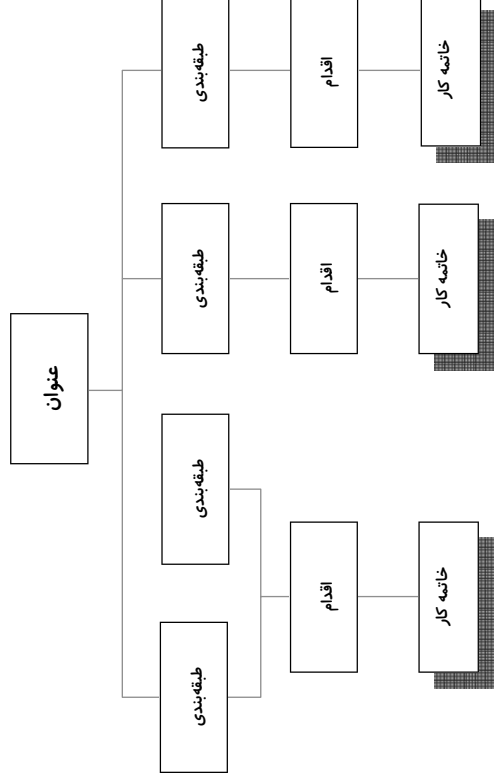 عنوان
طبقه‌بندی
طبقه‌بندی
طبقه‌بندی
طبقه‌بندی
اقدام
اقدام
اقدام
خاتمه کار
خاتمه کار
خاتمه کار